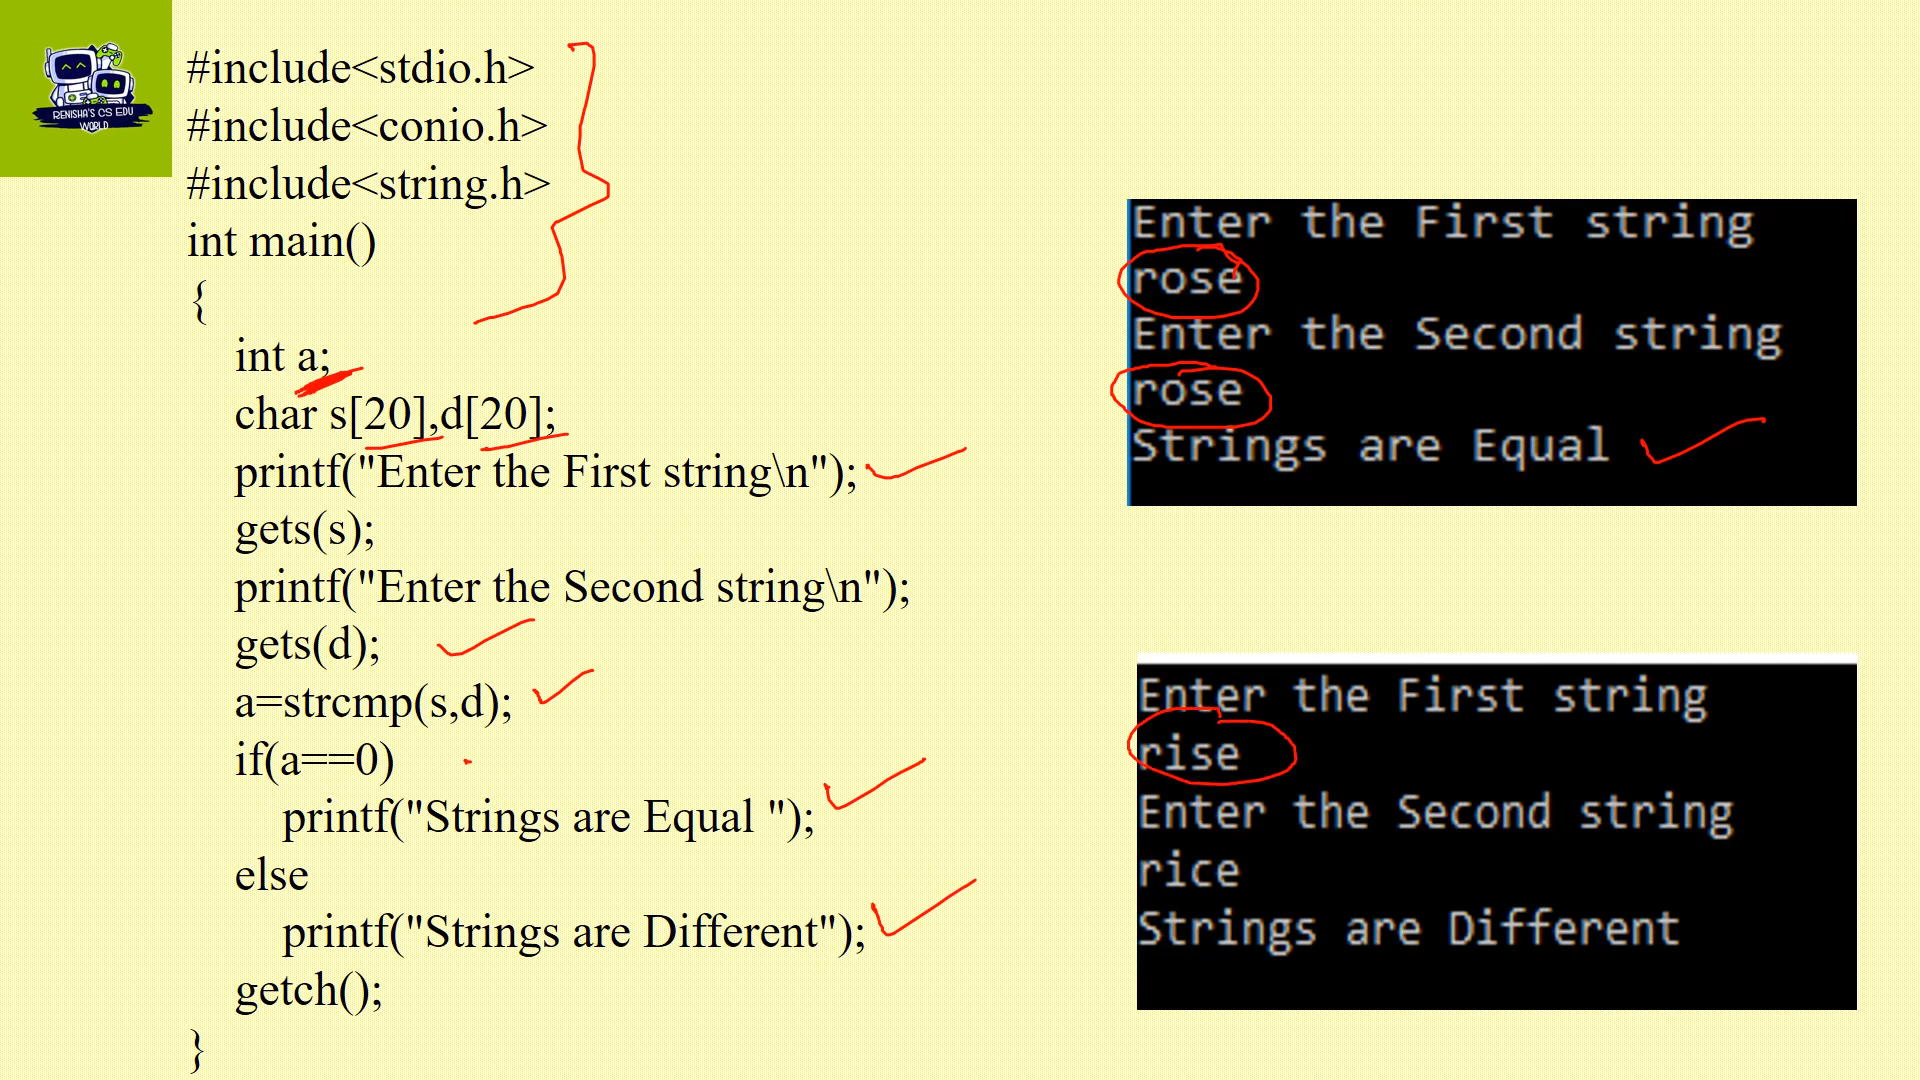 RENISHA'S CS EDU
WORLD
#include<stdio.h>
#include<conio.h>
#include<string.h>
int main()
{
int a;
char s[20],d[20];
printf("Enter the First string\n");
gets(s);
printf("Enter the Second string\n");
gets(d);
a=strcmp(s,d);
if(a==0)
printf("Strings are Equal ");
else
printf("Strings are Different");
getch();
}
Enter the First string
rose
Enter the Second string
rose
Strings are Equal
Enter the First string
rise
Enter the Second string
rice
Strings are Different